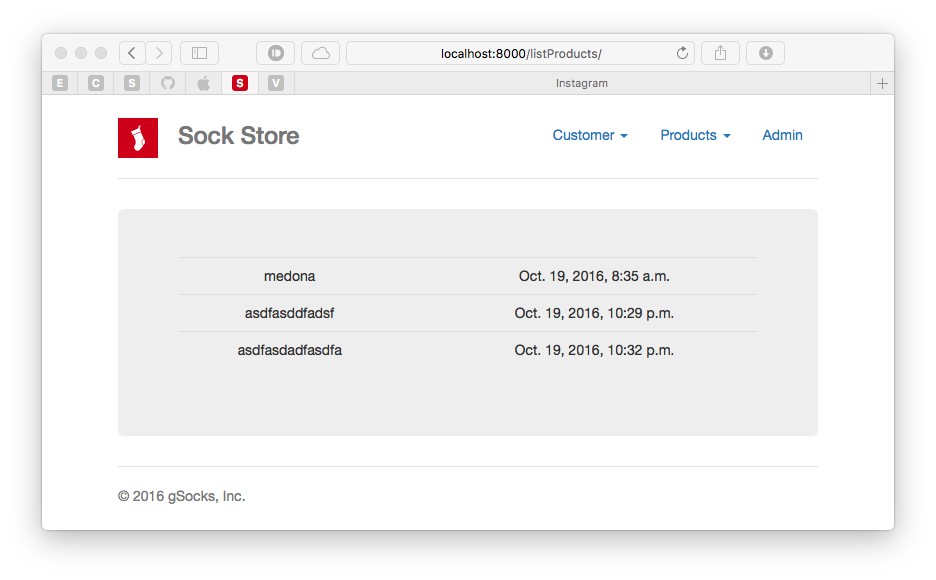 localhost:8000/listProducts/
E C S S V Instagram
Sock Store Customer Products Admin
medona Oct. 19, 2016, 8:35 a.m.
asdfasddfadsf Oct. 19, 2016, 10:29 p.m.
asdfasdadfasdfa Oct. 19, 2016, 10:32 p.m.
© 2016 gSocks, Inc.